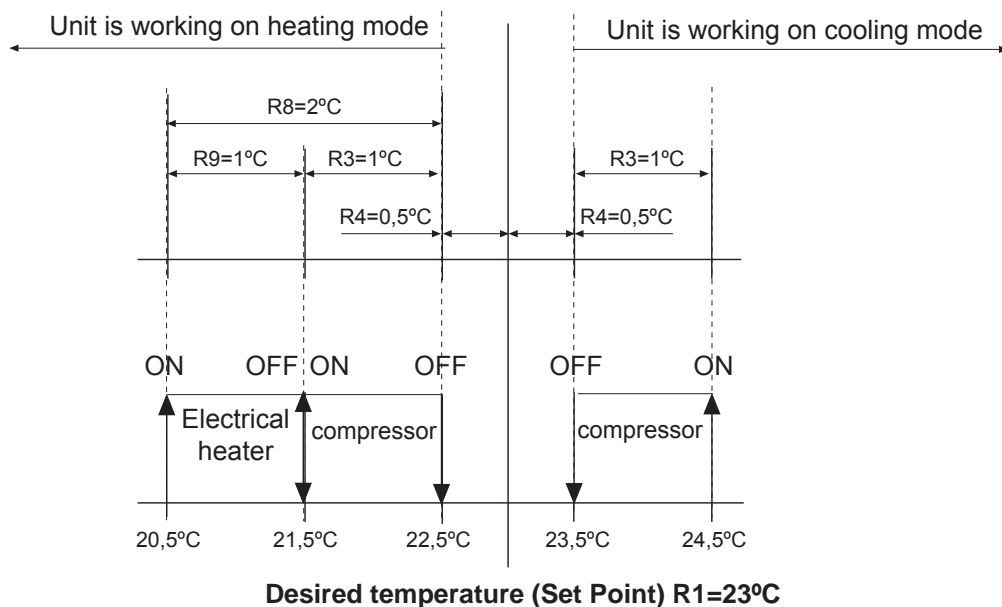 Unit is working on heating mode
Unit is working on cooling mode
R8=2ºC
R9=1ºC
R3=1ºC
R3=1ºC
R4=0,5ºC
R4=0,5ºC
ON
OFF
ON
OFF
OFF
ON
Electrical
heater
compressor
compressor
20,5ºC
21,5ºC
22,5ºC
23,5ºC
24,5ºC
Desired temperature (Set Point) R1=23ºC